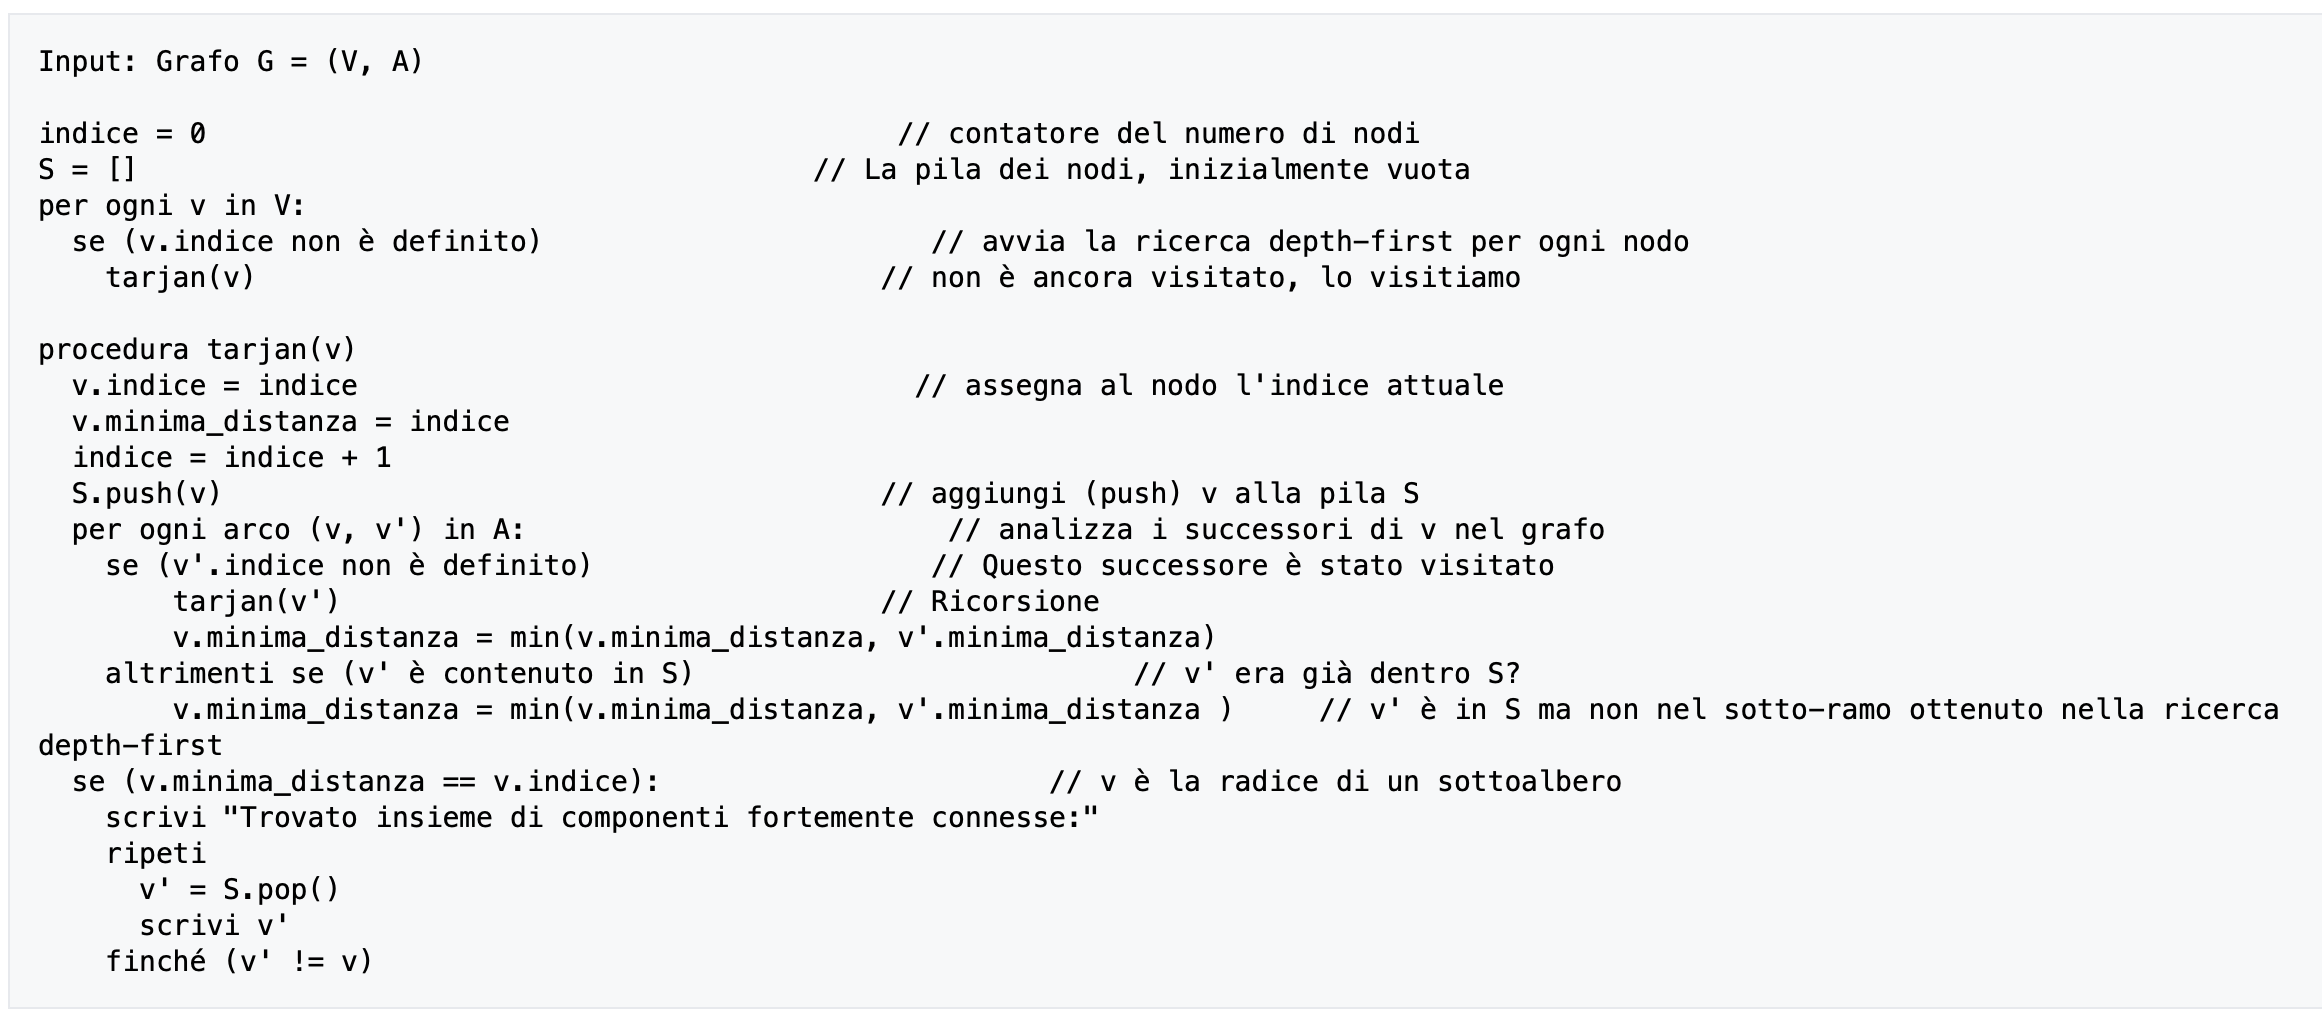 Input: Grafo G = (V, A)

indice = 0                                         // contatore del numero di nodi
S = []                                        // La pila dei nodi, inizialmente vuota
per ogni v in V:
  se (v.indice non è definito)                       // avvia la ricerca depth-first per ogni nodo
    tarjan(v)                                     // non è ancora visitato, lo visitiamo

procedura tarjan(v)
  v.indice = indice                                 // assegna al nodo l'indice attuale
  v.minima_distanza = indice
  indice = indice + 1
  S.push(v)                                       // aggiungi (push) v alla pila S
  per ogni arco (v, v') in A:                         // analizza i successori di v nel grafo
    se (v'.indice non è definito)                    // Questo successore è stato visitato
        tarjan(v')                                // Ricorsione
        v.minima_distanza = min(v.minima_distanza, v'.minima_distanza)
    altrimenti se (v' è contenuto in S)                          // v' era già dentro S?
        v.minima_distanza = min(v.minima_distanza, v'.minima_distanza )     // v' è in S ma non nel sotto-ramo ottenuto nella ricerca
depth-first
  se (v.minima_distanza == v.indice):                       // v è la radice di un sottoalbero
    scrivi "Trovato insieme di componenti fortemente connesse:"
    ripeti
      v' = S.pop()
      scrivi v'
    finché (v' != v)